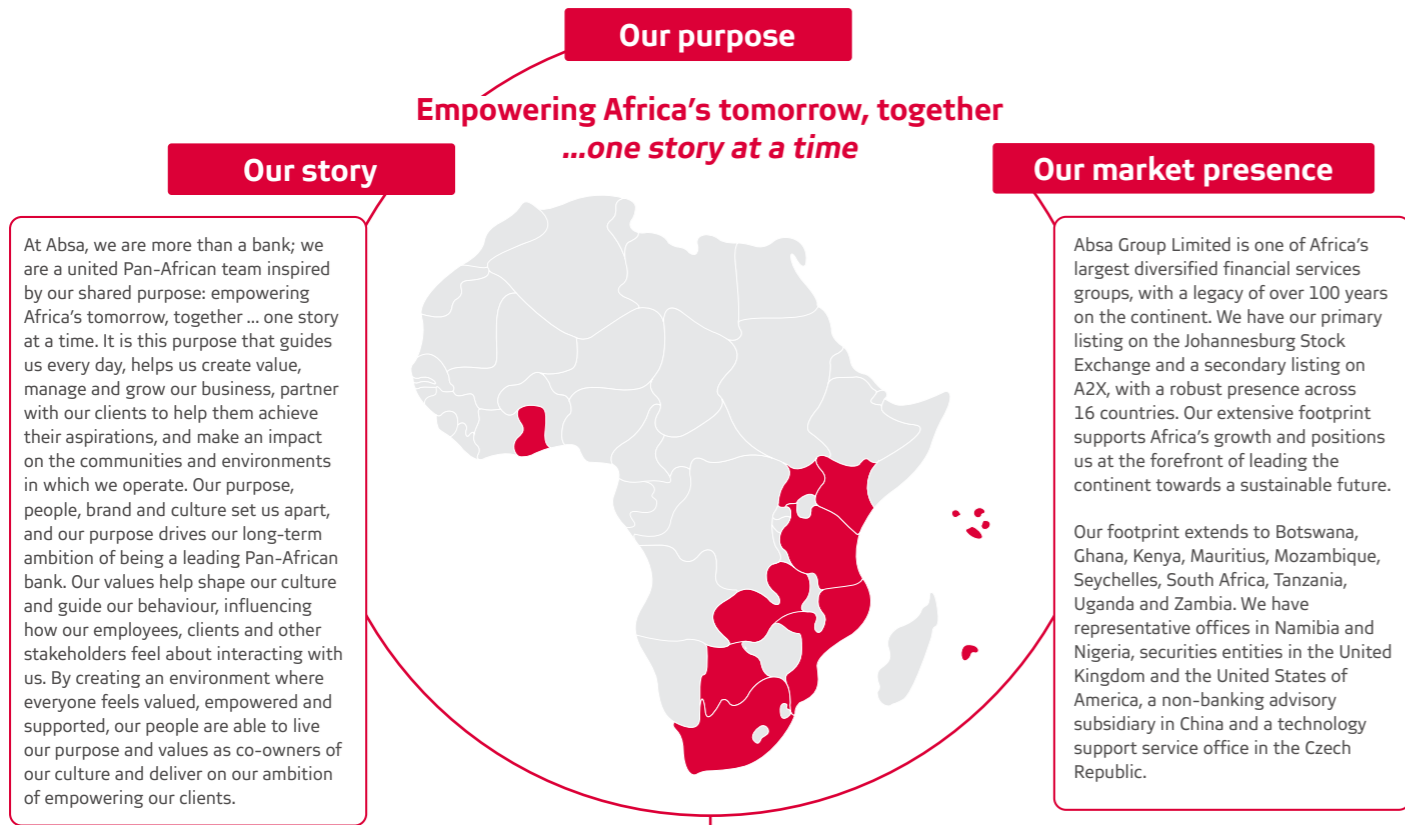 Our purpose
Empowering Africa’s tomorrow, together
...one story at a time
Our story
At Absa, we are more than a bank; we
are a united Pan-African team inspired
by our shared purpose: empowering
Africa’s tomorrow, together ... one story
at a time. It is this purpose that guides
us every day, helps us create value,
manage and grow our business, partner
with our clients to help them achieve
their aspirations, and make an impact
on the communities and environments
in which we operate. Our purpose,
people, brand and culture set us apart,
and our purpose drives our long-term
ambition of being a leading Pan-African
bank. Our values help shape our culture
and guide our behaviour, influencing
how our employees, clients and other
stakeholders feel about interacting with
us. By creating an environment where
everyone feels valued, empowered and
supported, our people are able to live
our purpose and values as co-owners of
our culture and deliver on our ambition
of empowering our clients.
Our market presence
Absa Group Limited is one of Africa’s
largest diversified financial services
groups, with a legacy of over 100 years
on the continent. We have our primary
listing on the Johannesburg Stock
Exchange and a secondary listing on
A2X, with a robust presence across
16 countries. Our extensive footprint
supports Africa’s growth and positions
us at the forefront of leading the
continent towards a sustainable future.
Our footprint extends to Botswana,
Ghana, Kenya, Mauritius, Mozambique,
Seychelles, South Africa, Tanzania,
Uganda and Zambia. We have
representative offices in Namibia and
Nigeria, securities entities in the United
Kingdom and the United States of
America, a non-banking advisory
subsidiary in China and a technology
support service office in the Czech
Republic.